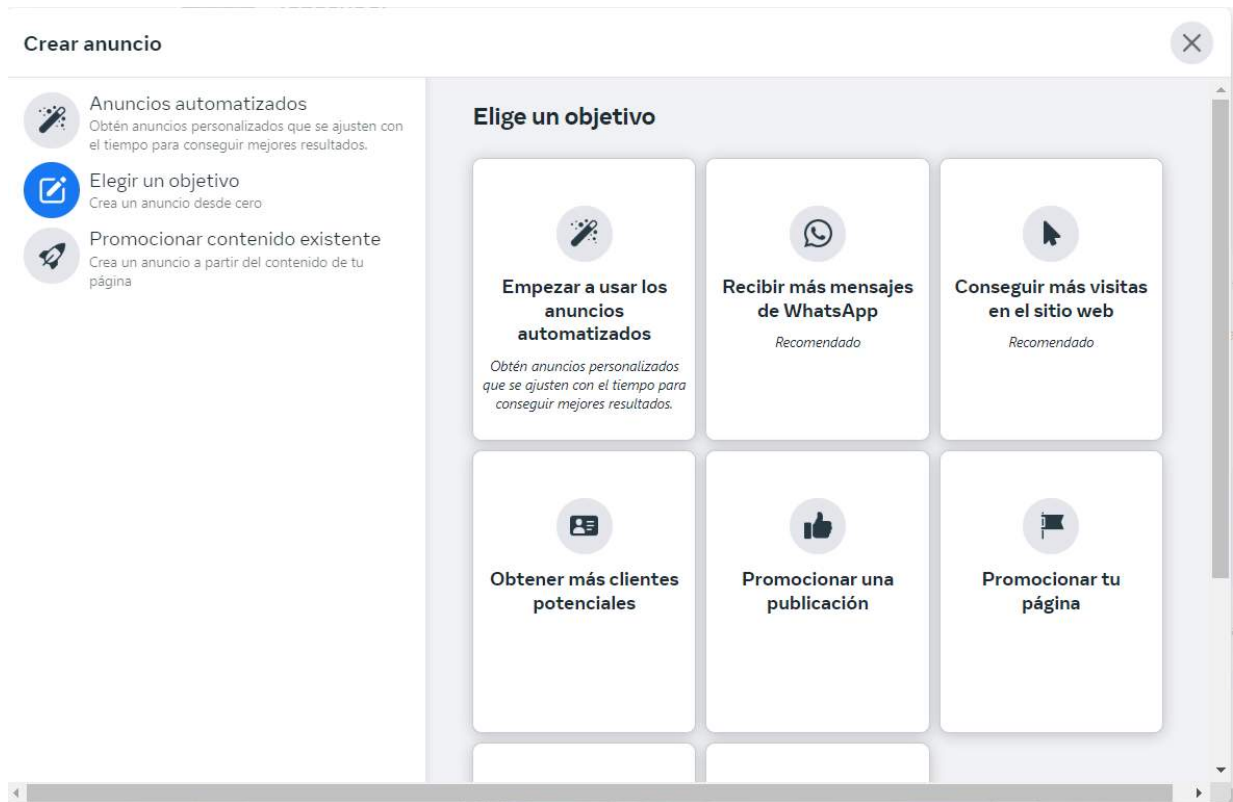 Crear anuncio
Anuncios automatizados
Obtén anuncios personalizados que se ajusten con
el tiempo para conseguir mejores resultados.
Elegir un objetivo
Crea un anuncio desde cero
Promocionar contenido existente
Crea un anuncio a partir del contenido de tu
página
Elige un objetivo
Empezar a usar los
anuncios
automatizados
Obtén anuncios personalizados
que se ajusten con el tiempo para
conseguir mejores resultados.
Recibir más mensajes
de WhatsApp
Recomendado
Conseguir más visitas
en el sitio web
Recomendado
Obtener más clientes
potenciales
Promocionar una
publicación
Promocionar tu
página